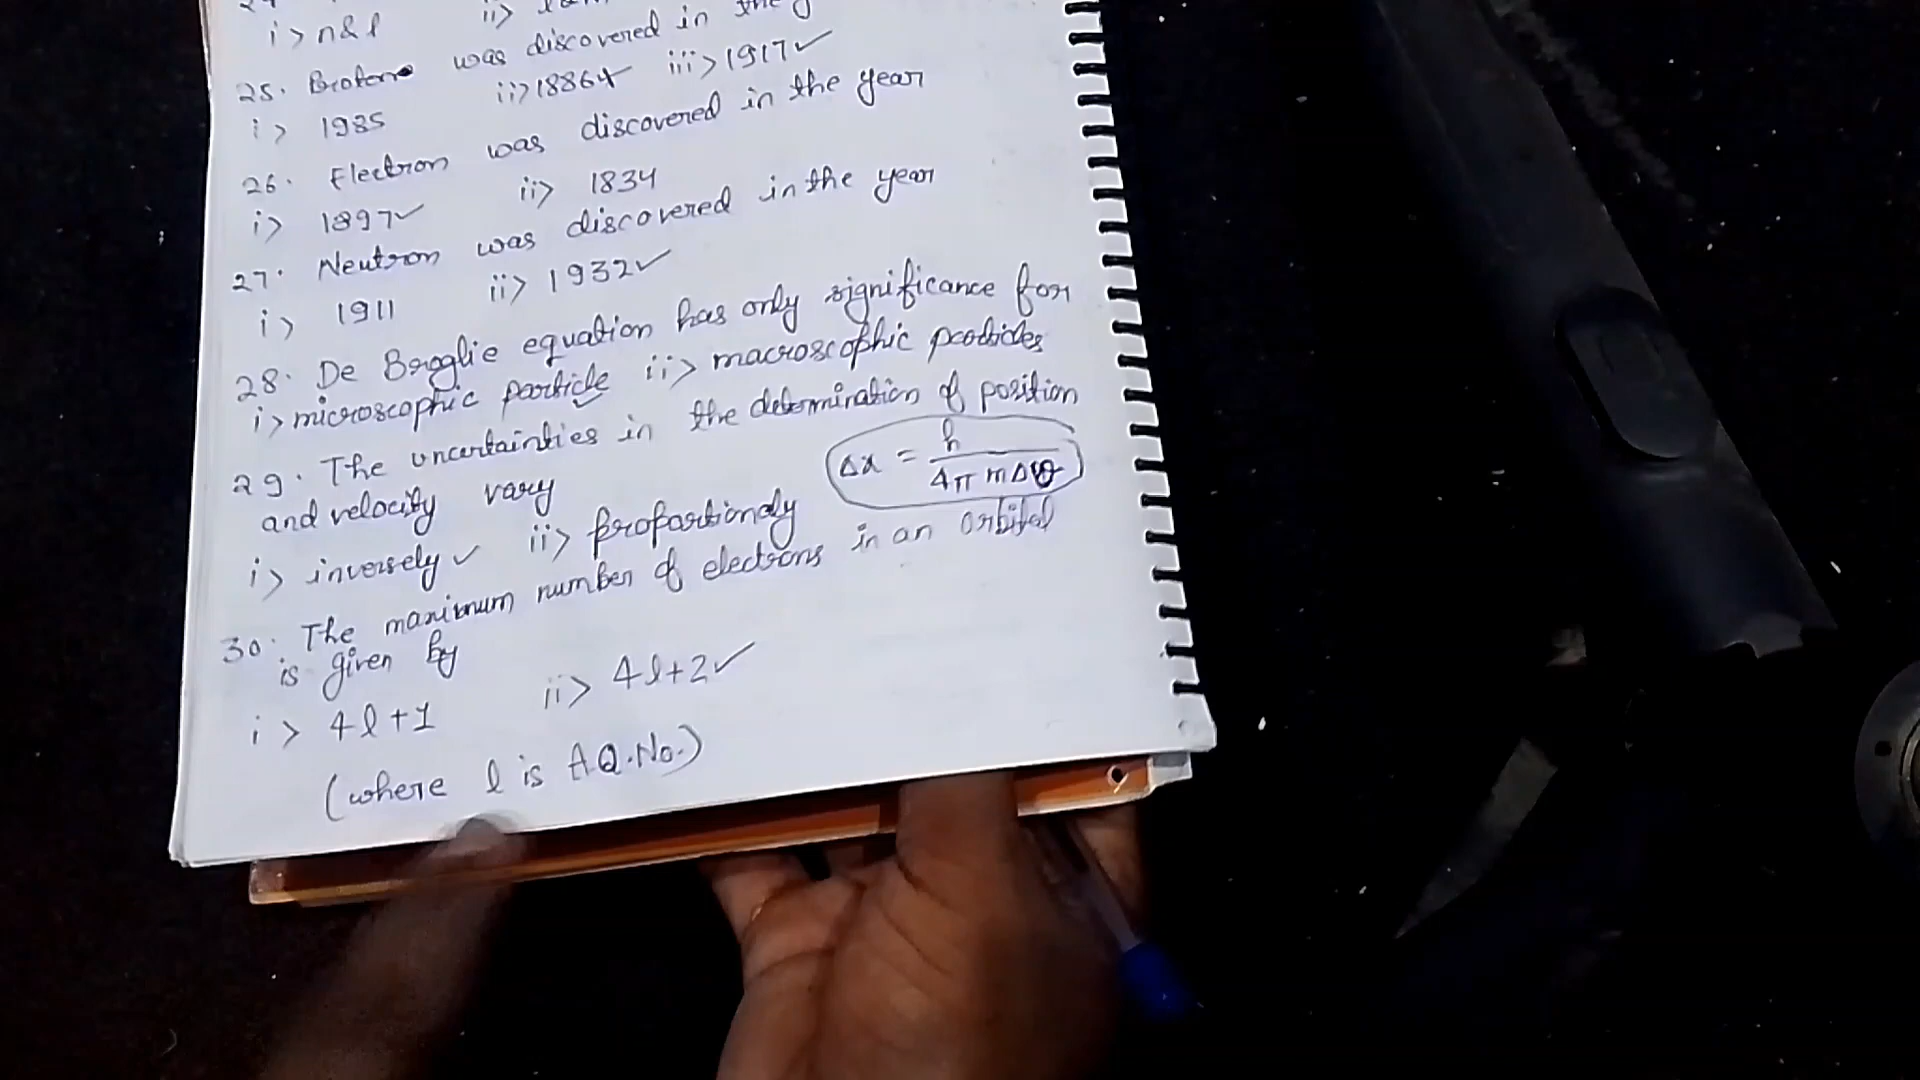 i> n&l ii>
25. Proton was discovered in the
i> 1985 ii> 1886 iii> 1917✓
26. Electron was discovered in the year
i> 1897✓ ii> 1834
27. Neutron was discovered in the year
i> 1911 ii> 1932✓
28. De Broglie equation has only significance for
i> microscophic particle ii> macroscophic particles
29. The uncertainties in the determination of position
and velocity vary
Δx = h / 4π mΔv
i> inversely✓ ii> proportionaly
30. The maximum number of electrons in an orbital
is given by
i> 4l+1 ii> 4l+2✓
(where l is A.Q.No.)